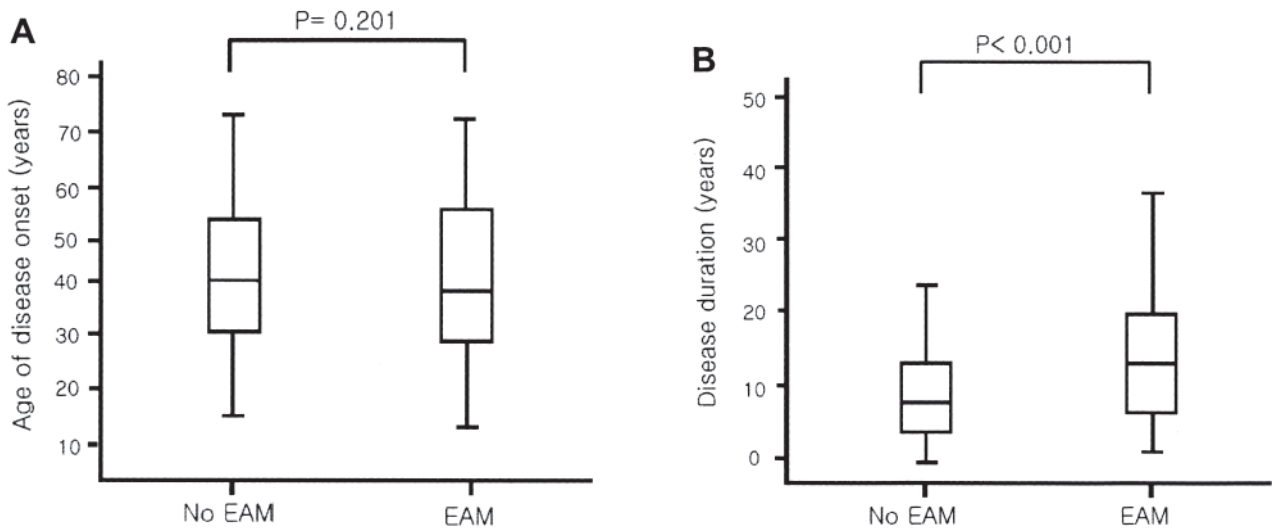 A
P= 0.201
Age of disease onset (years)
80
70
60
50
40
30
20
10
No EAM
EAM
B
P< 0.001
Disease duration (years)
50
40
30
20
10
0
No EAM
EAM